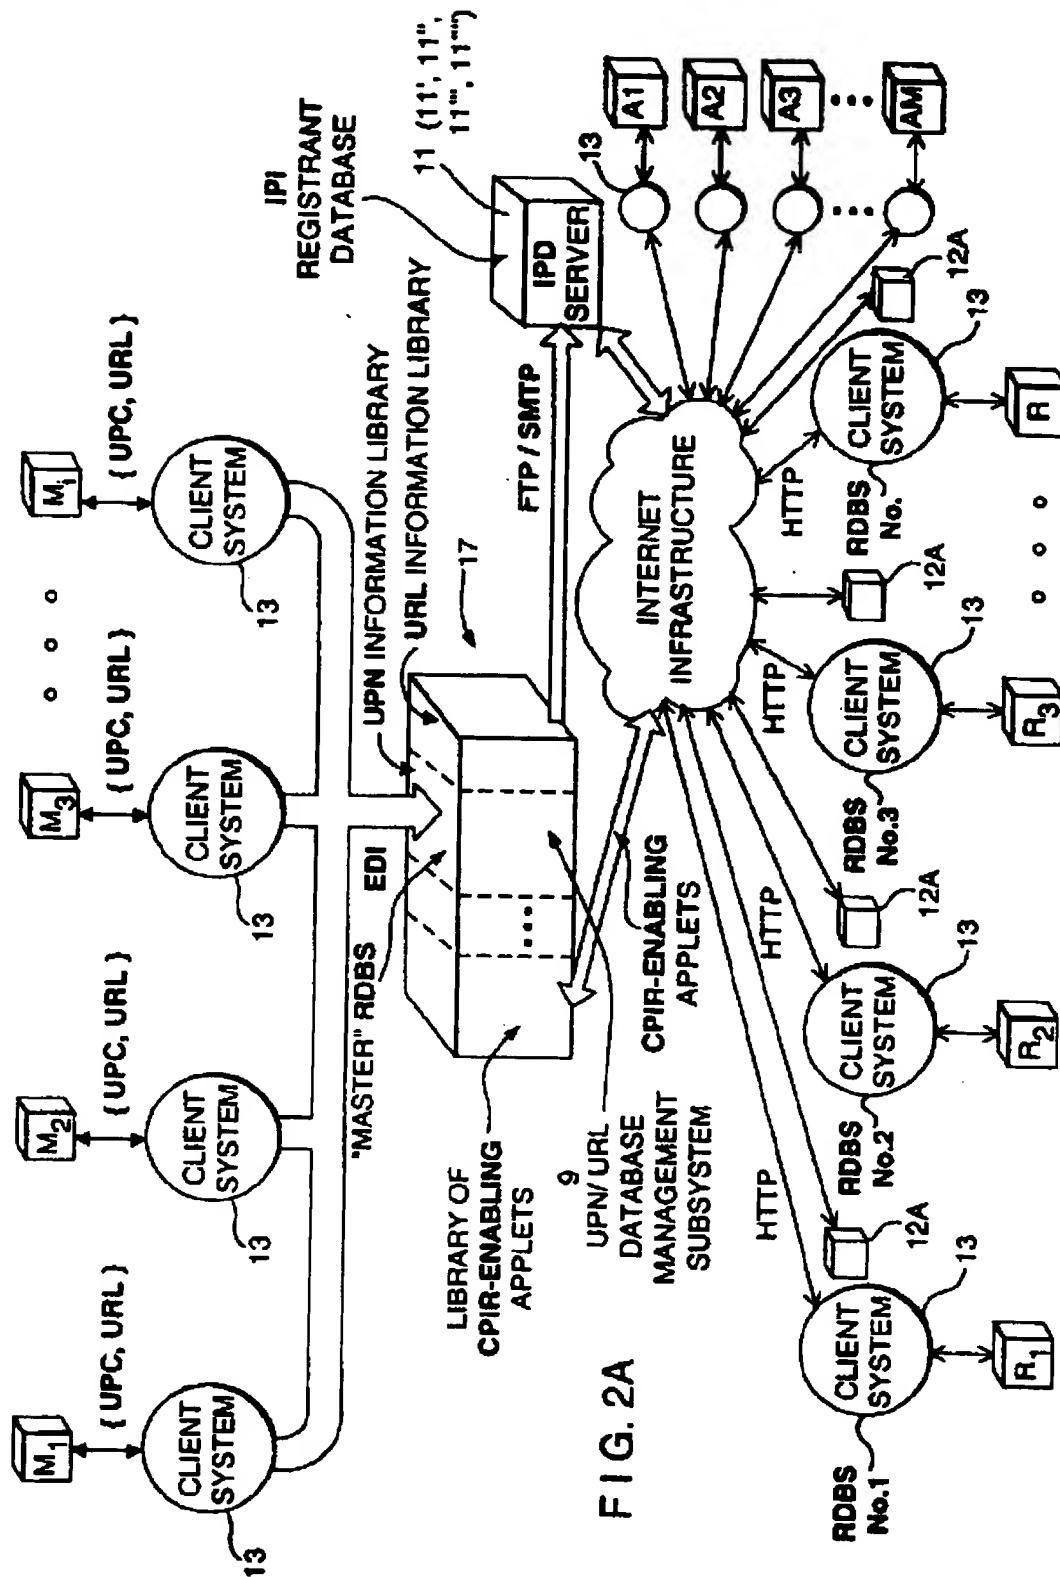 M1
M2
M3
Mi
{ UPC, URL }
{ UPC, URL }
{ UPC, URL }
{ UPC, URL }
CLIENT
SYSTEM
CLIENT
SYSTEM
CLIENT
SYSTEM
CLIENT
SYSTEM
13
13
13
13
EDI
"MASTER" RDBS
UPN INFORMATION LIBRARY
URL INFORMATION LIBRARY
IPI
REGISTRANT
DATABASE
11 (11', 11'',
11''', 11'''')
IPD
SERVER
17
FTP / SMTP
LIBRARY OF
CPIR-ENABLING
APPLETS
9
UPN/ URL
DATABASE
MANAGEMENT
SUBSYSTEM
CPIR-ENABLING
APPLETS
INTERNET
INFRASTRUCTURE
13
A1
A2
A3
AM
HTTP
HTTP
HTTP
HTTP
12A
12A
12A
12A
CLIENT
SYSTEM
CLIENT
SYSTEM
CLIENT
SYSTEM
CLIENT
SYSTEM
13
13
13
13
RDBS
No.1
RDBS
No.2
RDBS
No.3
RDBS
No.
R1
R2
R3
R
FIG. 2A